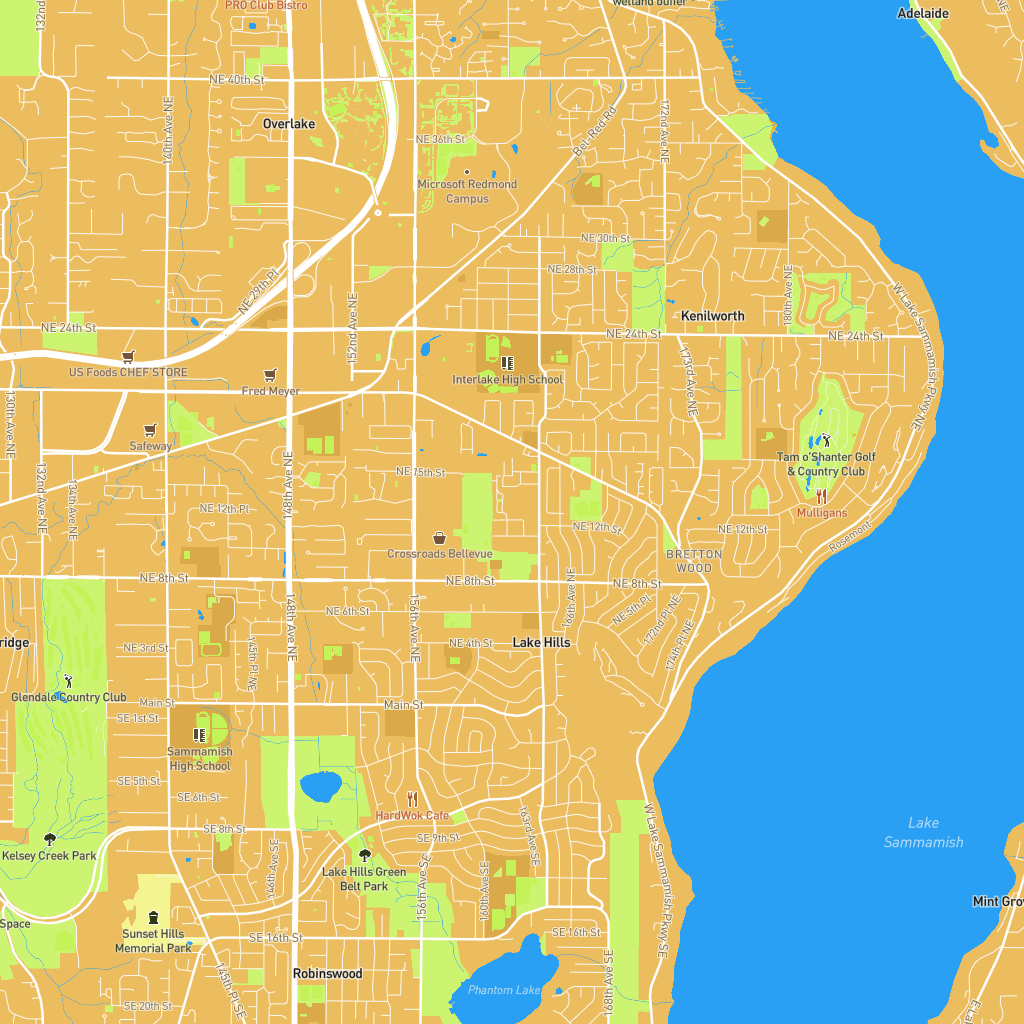 PRO Club Bistro
wetland buffer
Adelaide
132nd
NE 40th St
Overlake
140th Ave NE
NE 36th St
Bel-Red Rd
172nd Ave NE
Microsoft Redmond
Campus
NE 30th St
NE 28th St
NE 29th Pl
180th Ave NE
W Lake Sammamish Pkwy NE
Kenilworth
NE 24th St
152nd Ave NE
NE 24th St
NE 24th St
US Foods CHEF'STORE
Fred Meyer
Interlake High School
173rd Ave NE
130th Ave NE
Safeway
Tam o'Shanter Golf
& Country Club
132nd Ave NE
134th Ave NE
148th Ave NE
NE 15th St
Mulligans
NE 12th Pl
NE 12th St
NE 12th St
Rosemont
Crossroads Bellevue
BRETTON
WOOD
NE 8th St
NE 8th St
NE 8th St
166th Ave NE
NE 6th St
NE 5th Pl
172nd Pl NE
174th Pl NE
148th Ave NE
156th Ave NE
145th Pl NE
ridge
NE 3rd St
NE 4th St
Lake Hills
Glendale Country Club
Main St
Main St
SE 1st St
Sammamish
High School
SE 5th St
SE 6th St
HardWok Cafe
SE 8th St
SE 9th St
163rd Ave SE
W Lake Sammamish Pkwy SE
Lake
Sammamish
Kelsey Creek Park
Lake Hills Green
Belt Park
146th Ave SE
156th Ave SE
160th Ave SE
Mint Grov
Space
Sunset Hills
Memorial Park
SE 16th St
SE 16th St
Robinswood
145th Pl SE
168th Ave SE
Phantom Lake
SE 20th St
E Lak